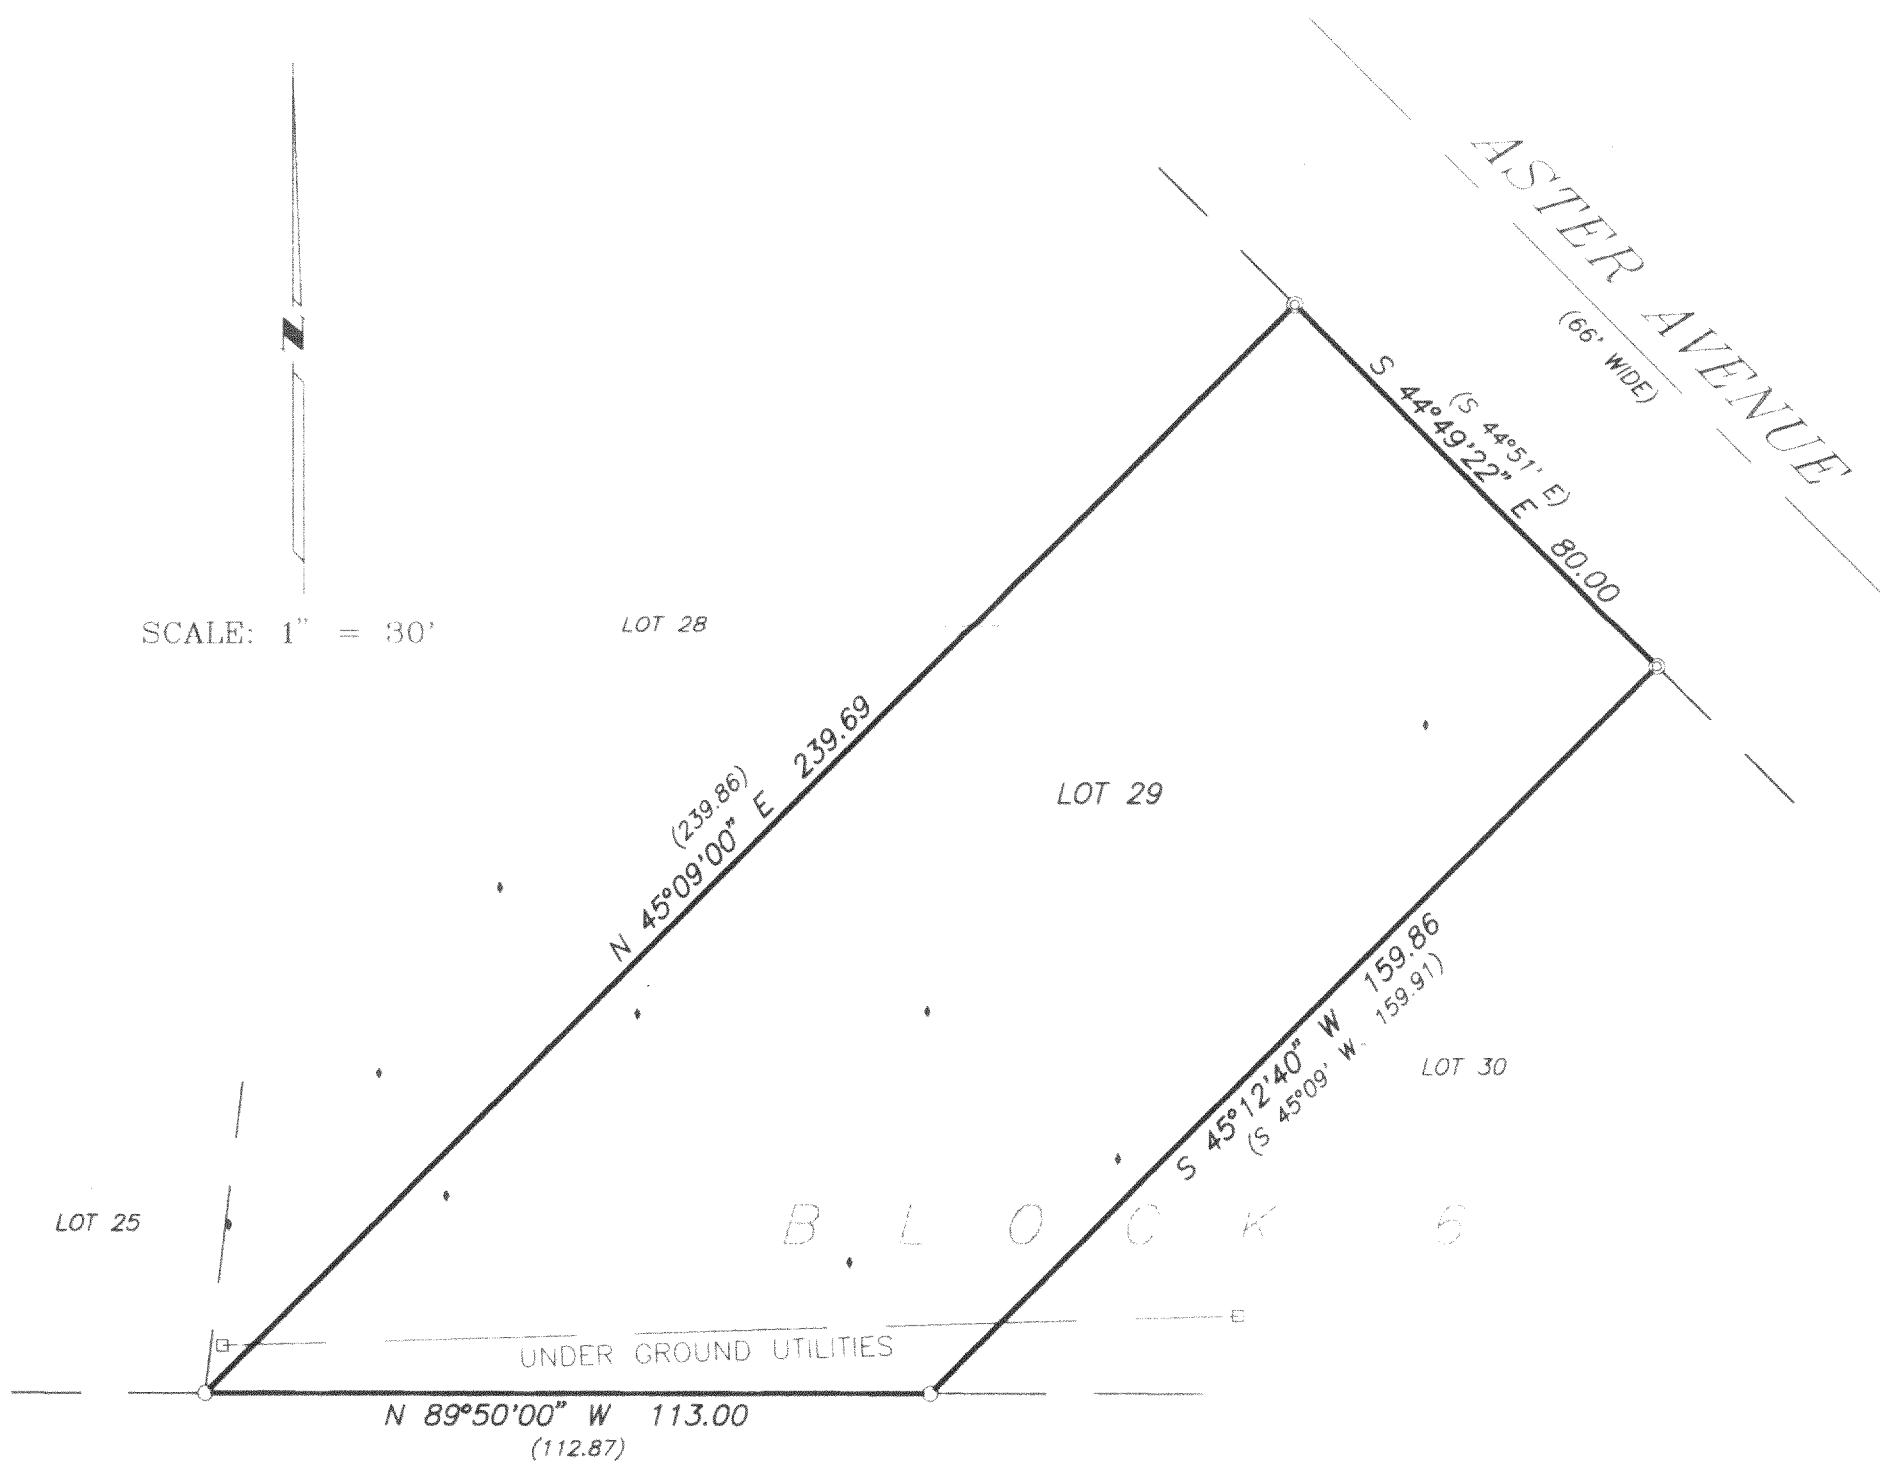 ASTER AVENUE
(66' WIDE)
N
SCALE: 1" = 30'
LOT 28
S 44°49'22" E 80.00
(S 44°51' E)
N 45°09'00" E 239.69
(239.86)
LOT 29
S 45°12'40" W 159.86
(S 45°09' W. 159.91)
LOT 30
LOT 25
BLOCK 6
UNDER GROUND UTILITIES
N 89°50'00" W 113.00
(112.87)